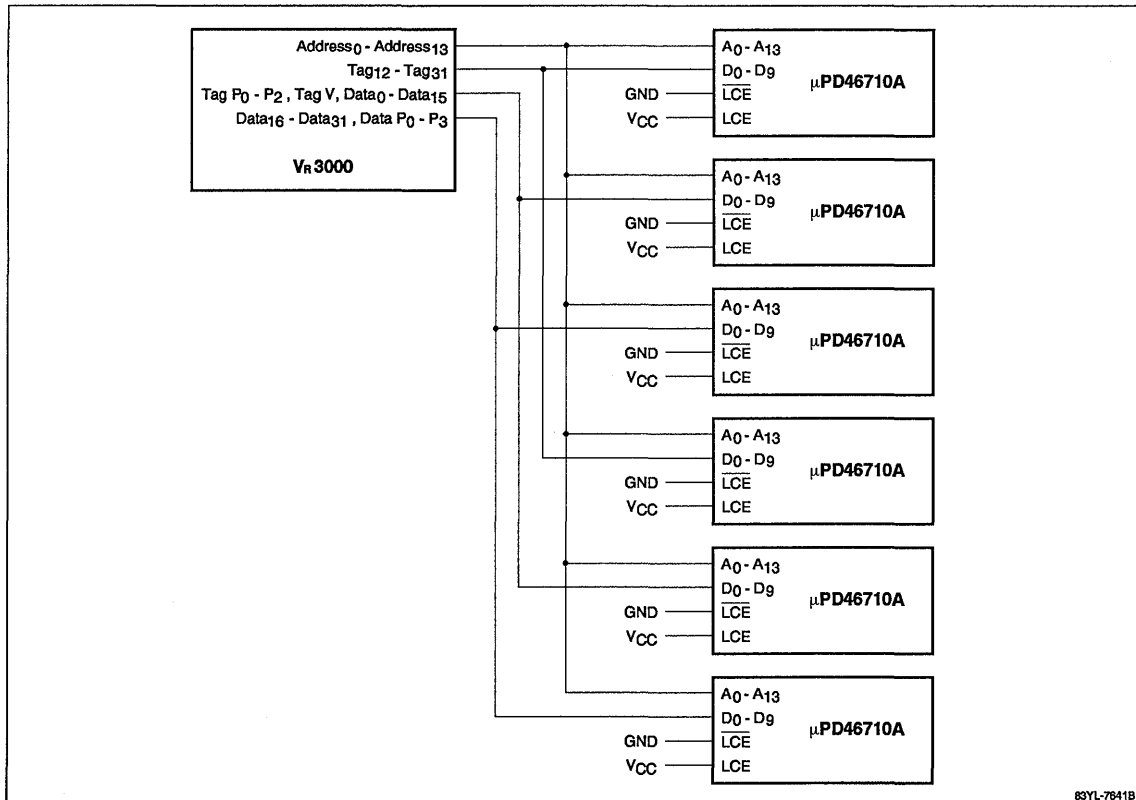 Address0 - Address13
Tag12 - Tag31
Tag P0 - P2 , Tag V, Data0 - Data15
Data16 - Data31 , Data P0 - P3
VR 3000
A0 - A13
D0 - D9
μPD46710A
GND
LCE
VCC
LCE
A0 - A13
D0 - D9
μPD46710A
GND
LCE
VCC
LCE
A0 - A13
D0 - D9
μPD46710A
GND
LCE
VCC
LCE
A0 - A13
D0 - D9
μPD46710A
GND
LCE
VCC
LCE
A0 - A13
D0 - D9
μPD46710A
GND
LCE
VCC
LCE
A0 - A13
D0 - D9
μPD46710A
GND
LCE
VCC
LCE
83YL-7641B